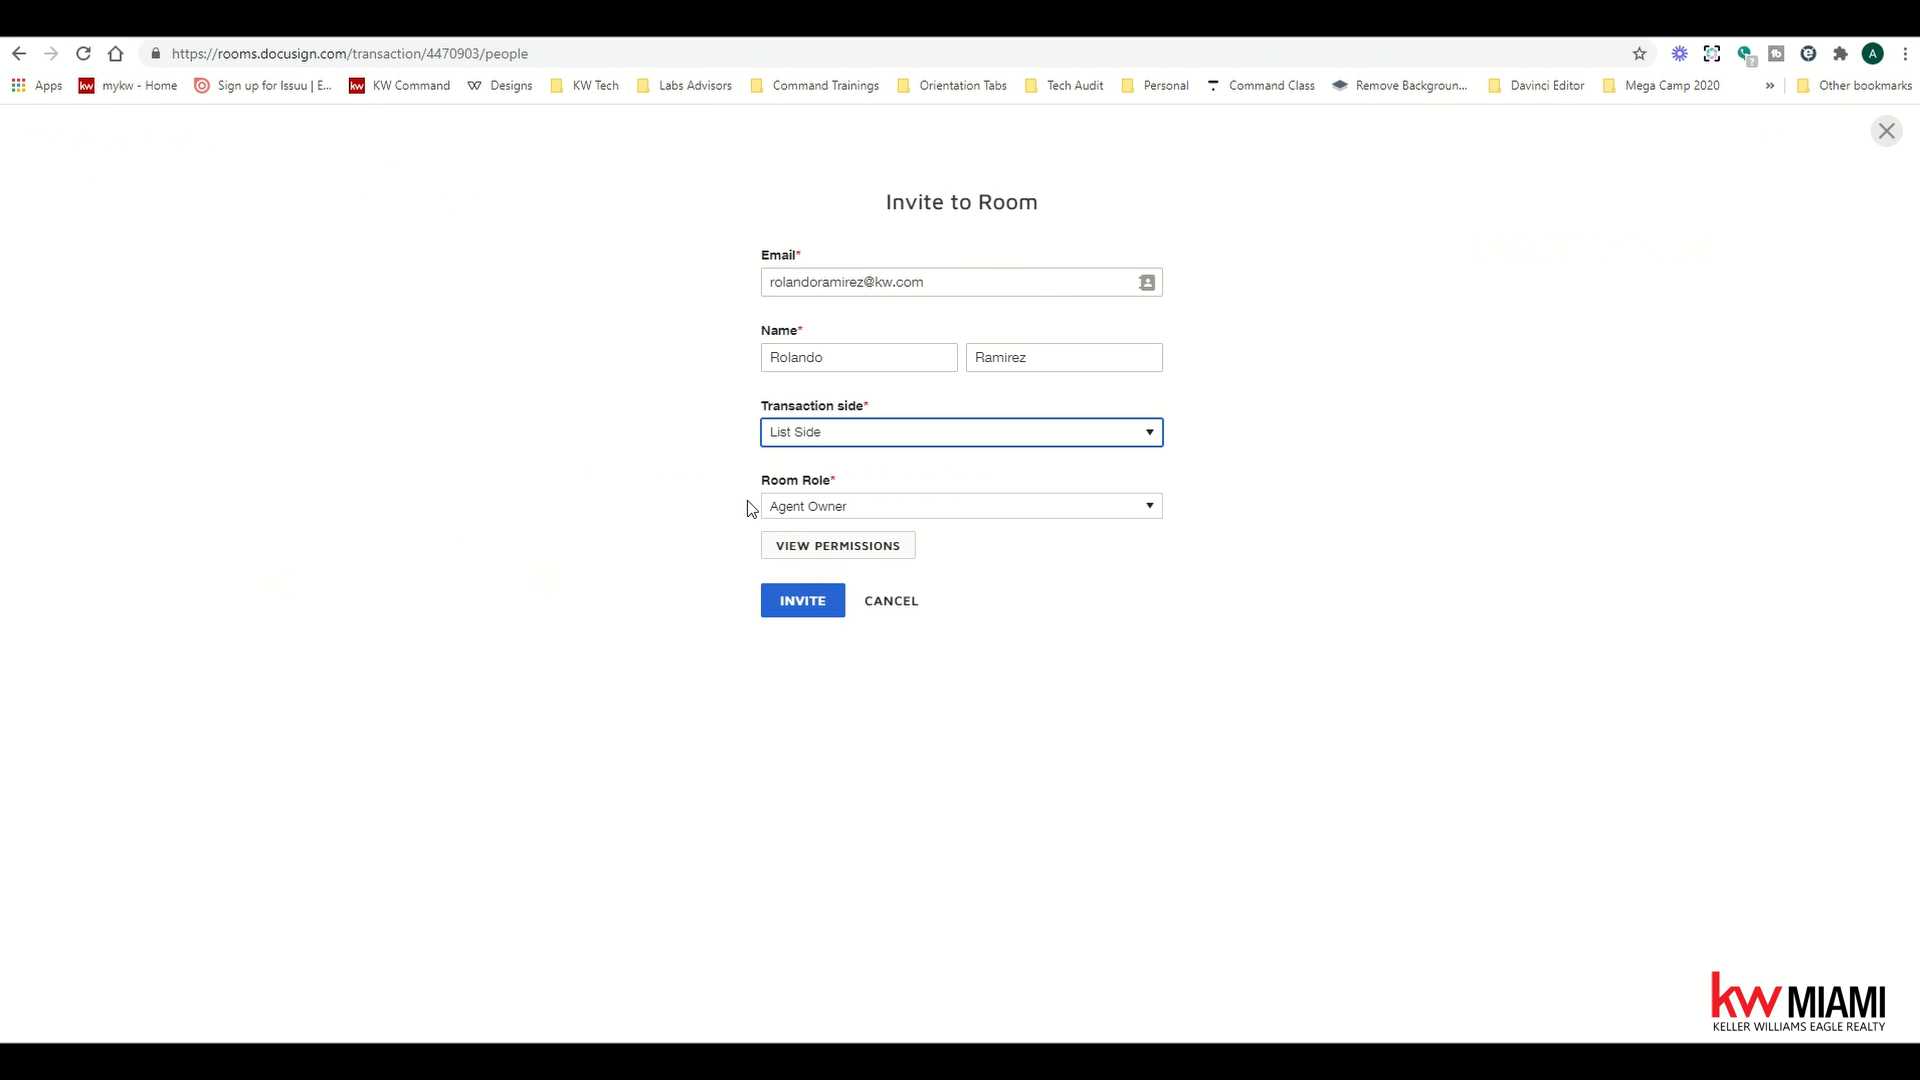 https://rooms.docusign.com/transaction/4470903/people
A
Apps
kw mykw - Home
Sign up for Issuu | E...
kw KW Command
Designs
KW Tech
Labs Advisors
Command Trainings
Orientation Tabs
Tech Audit
Personal
Command Class
Remove Backgroun...
Davinci Editor
Mega Camp 2020
»
Other bookmarks
Invite to Room
Email*
rolandoramirez@kw.com
Name*
Rolando Ramirez
Transaction side*
List Side
Room Role*
Agent Owner
VIEW PERMISSIONS
INVITE CANCEL
kw MIAMI
KELLER WILLIAMS EAGLE REALTY